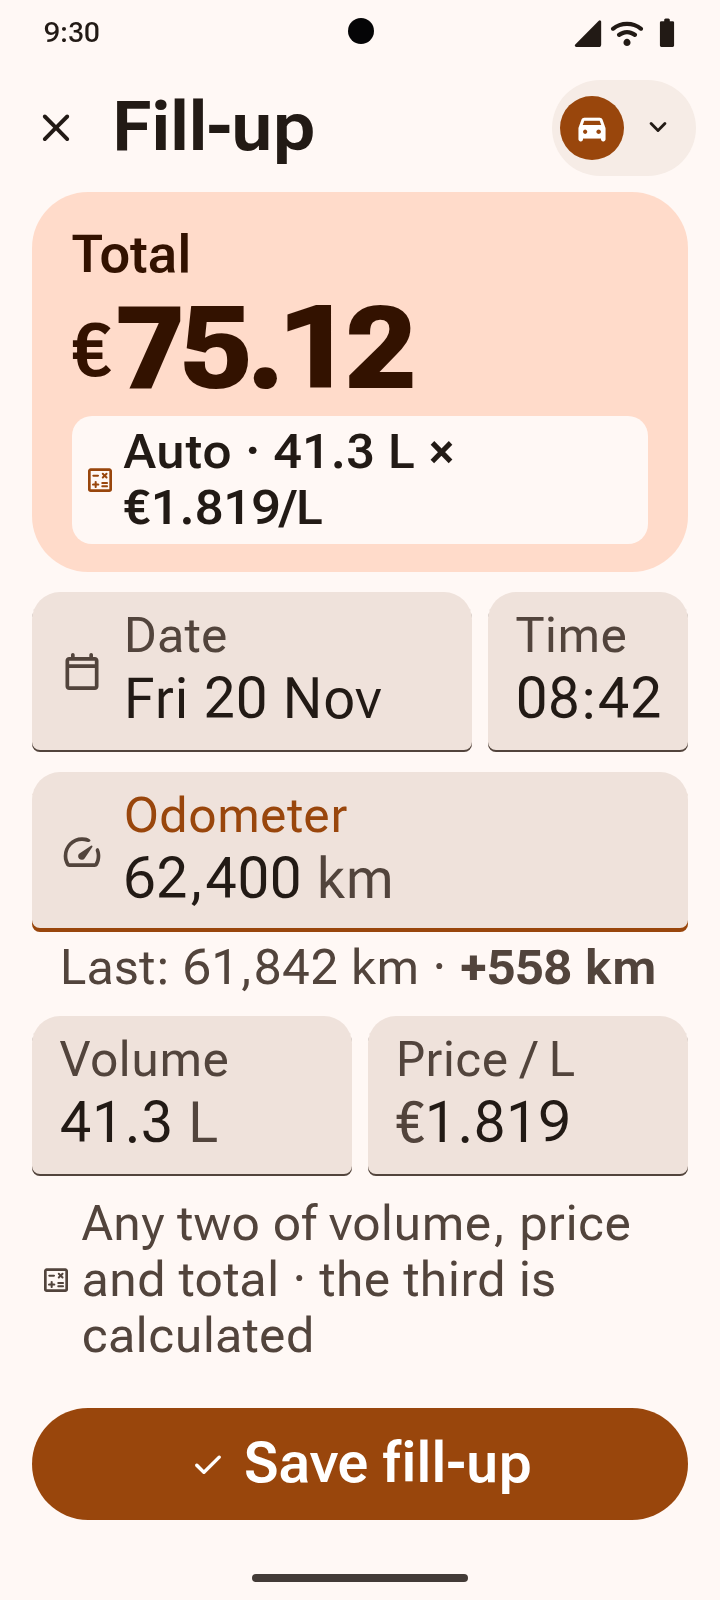 9:30
Fill-up
Total
€75.12
Auto · 41.3 L ×
€1.819/L
Date
Fri 20 Nov
Time
08:42
Odometer
62,400 km
Last: 61,842 km · +558 km
Volume
41.3 L
Price / L
€1.819
Any two of volume, price
and total · the third is
calculated
Save fill-up